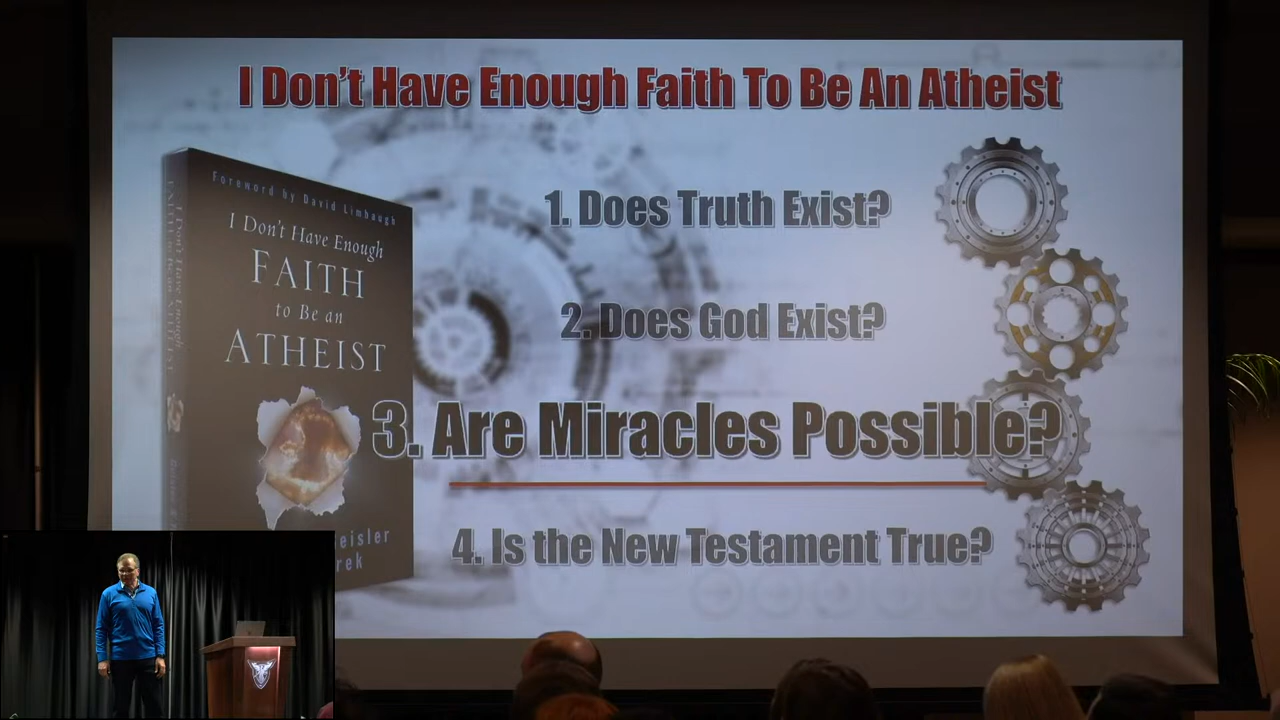 I Don't Have Enough Faith To Be An Atheist
Foreword by David Limbaugh
I Don't Have Enough
FAITH
to Be an
ATHEIST
eisler
rek
1. Does Truth Exist?
2. Does God Exist?
3. Are Miracles Possible?
4. Is the New Testament True?